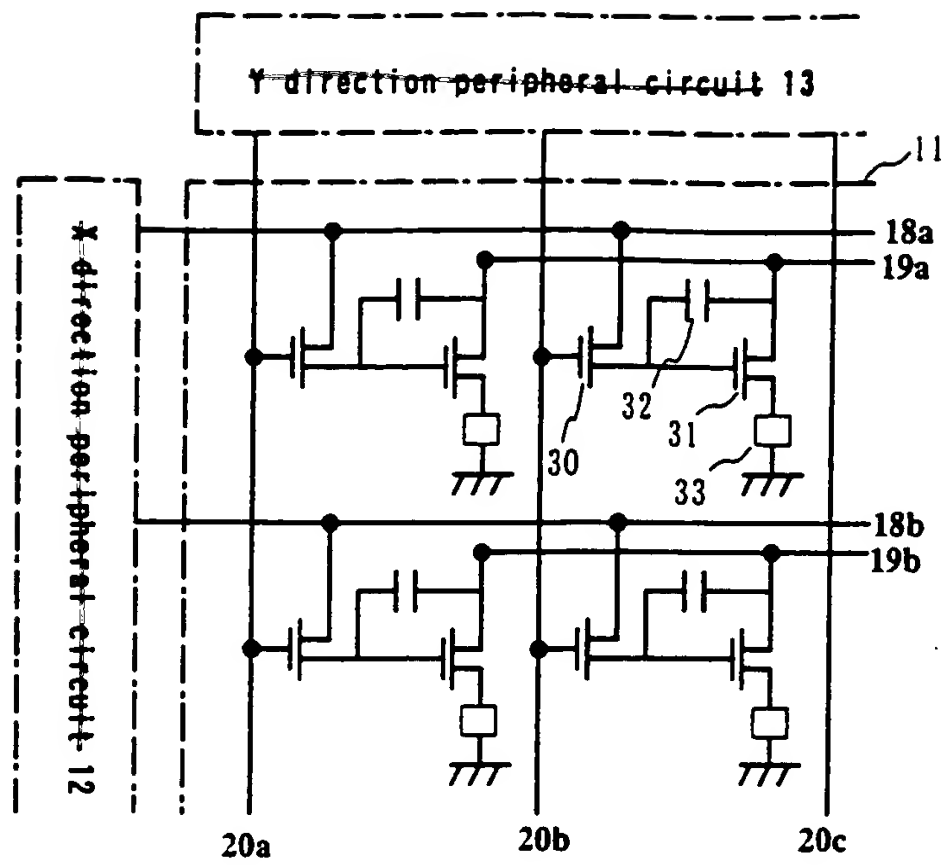 Y direction peripheral circuit 13
11
X direction peripheral circuit 12
18a
19a
32
31
30
33
18b
19b
20a
20b
20c